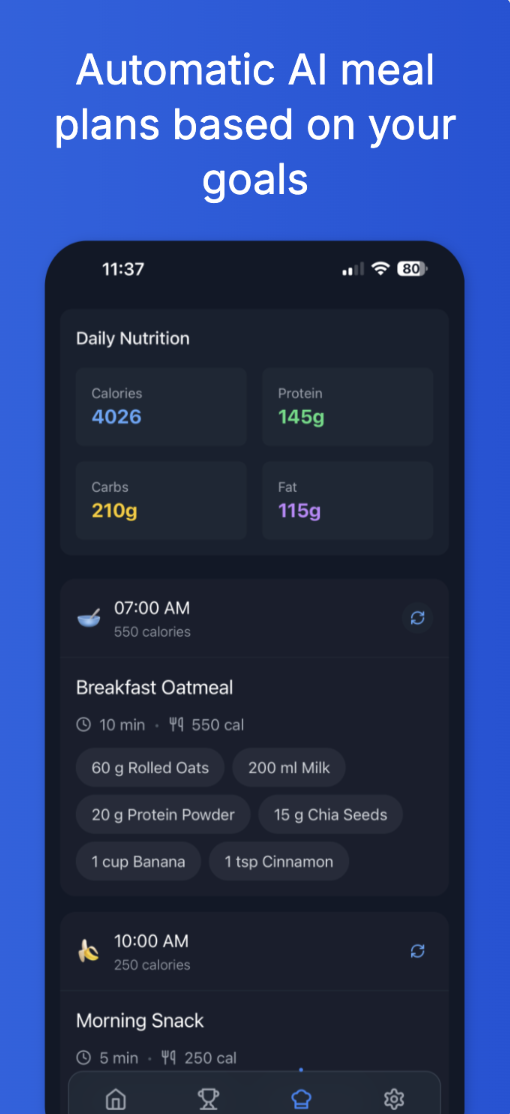 Automatic AI meal
plans based on your
goals
11:37
80
Daily Nutrition
Calories
4026
Protein
145g
Carbs
210g
Fat
115g
07:00 AM
550 calories
Breakfast Oatmeal
10 min • 550 cal
60 g Rolled Oats
200 ml Milk
20 g Protein Powder
15 g Chia Seeds
1 cup Banana
1 tsp Cinnamon
10:00 AM
250 calories
Morning Snack
5 min • 250 cal